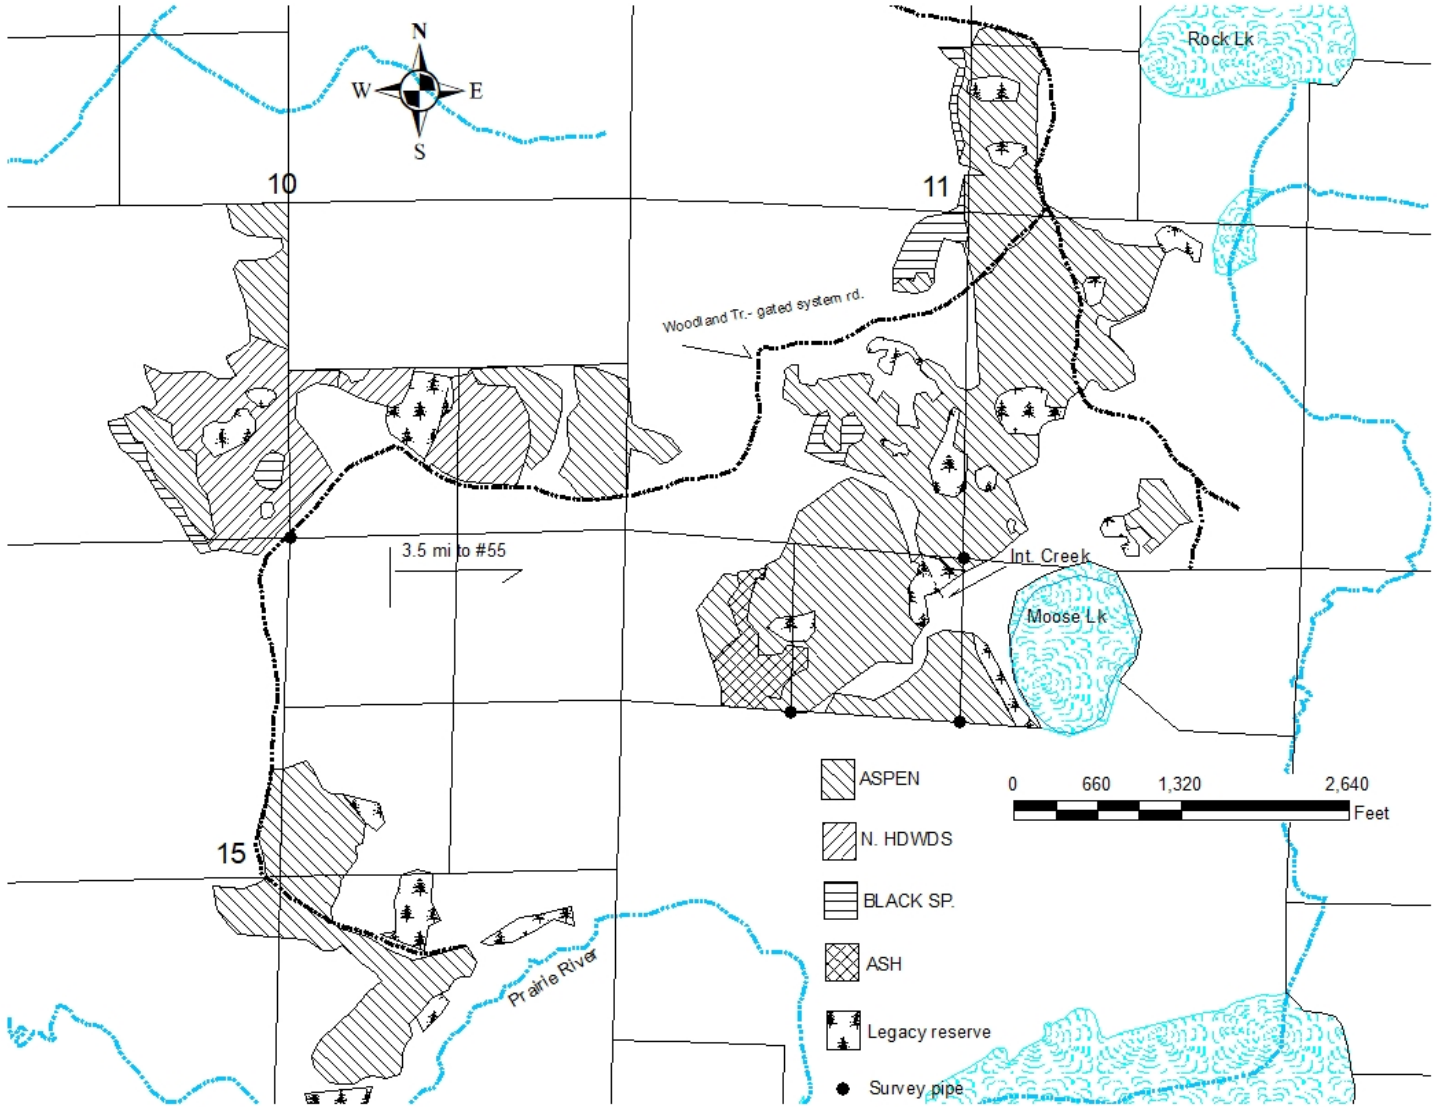 Rock Lk
N
W E
S
10
11
Woodland Tr.- gated system rd.
3.5 mi to #55
Int. Creek
Moose Lk
ASPEN
0 660 1,320 2,640
Feet
N. HDWDS
15
BLACK SP.
ASH
Prairie River
Legacy reserve
Survey pipe